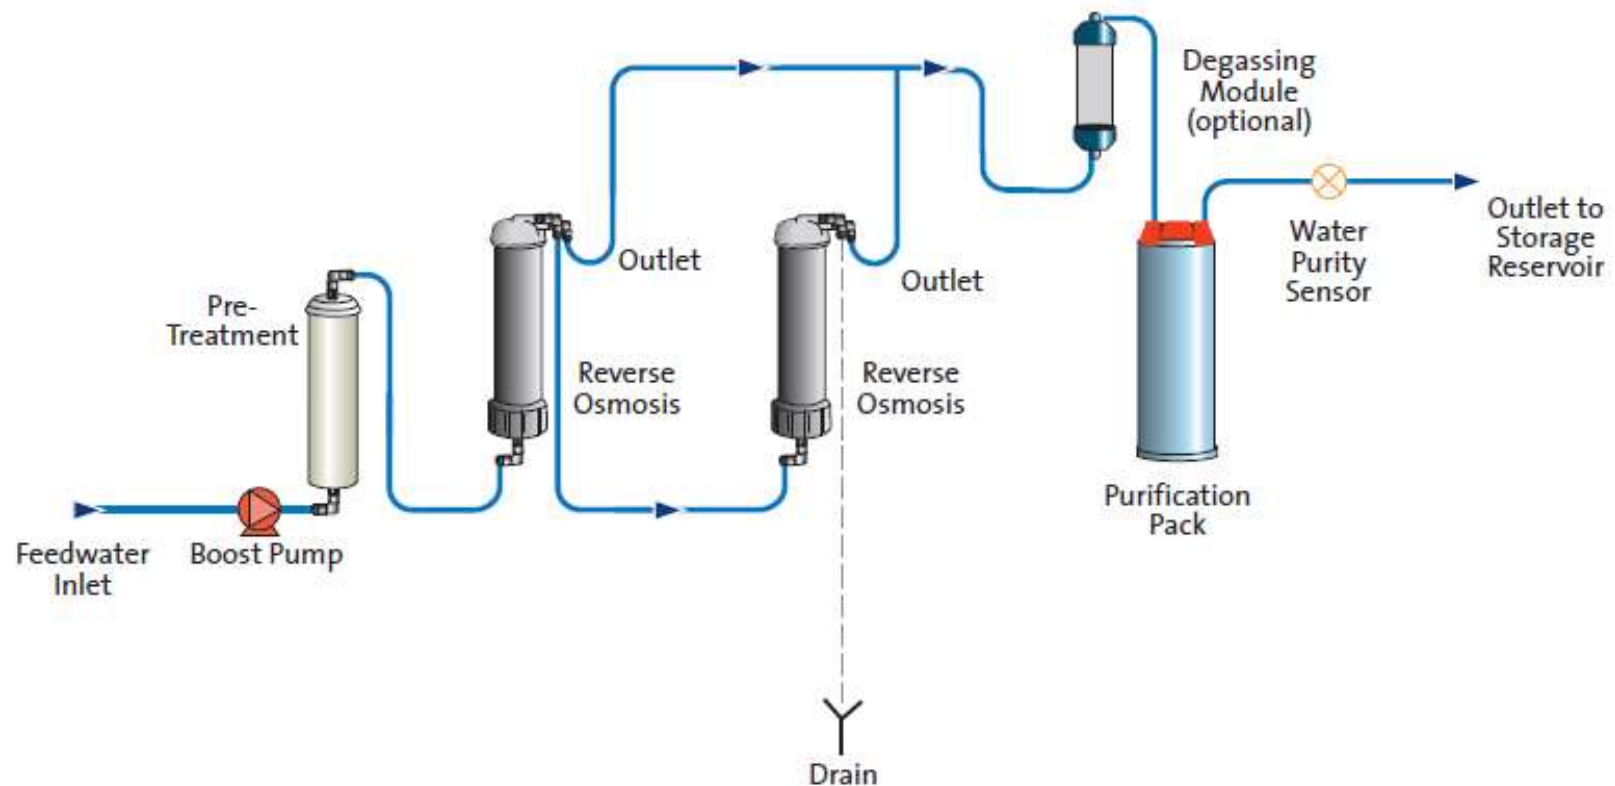 Degassing
Module
(optional)
Outlet to
Storage
Reservoir
Water
Purity
Sensor
Outlet
Outlet
Pre-
Treatment
Reverse
Osmosis
Reverse
Osmosis
Purification
Pack
Feedwater
Inlet
Boost Pump
Drain